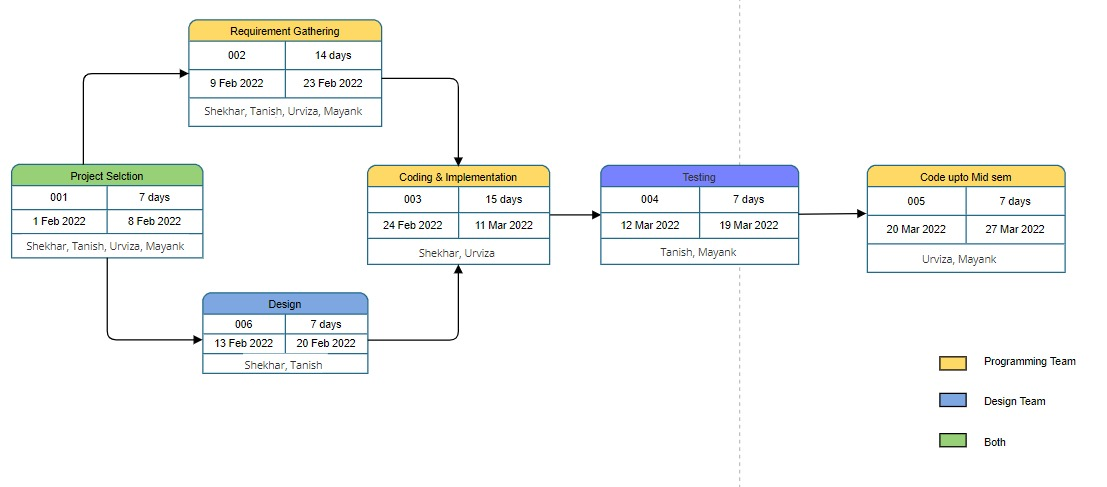 Requirement Gathering
002 14 days
9 Feb 2022 23 Feb 2022
Shekhar, Tanish, Urviza, Mayank
Project Selction
001 7 days
1 Feb 2022 8 Feb 2022
Shekhar, Tanish, Urviza, Mayank
Coding & Implementation
003 15 days
24 Feb 2022 11 Mar 2022
Shekhar, Urviza
Testing
004 7 days
12 Mar 2022 19 Mar 2022
Tanish, Mayank
Code upto Mid sem
005 7 days
20 Mar 2022 27 Mar 2022
Urviza, Mayank
Design
006 7 days
13 Feb 2022 20 Feb 2022
Shekhar, Tanish
Programming Team
Design Team
Both